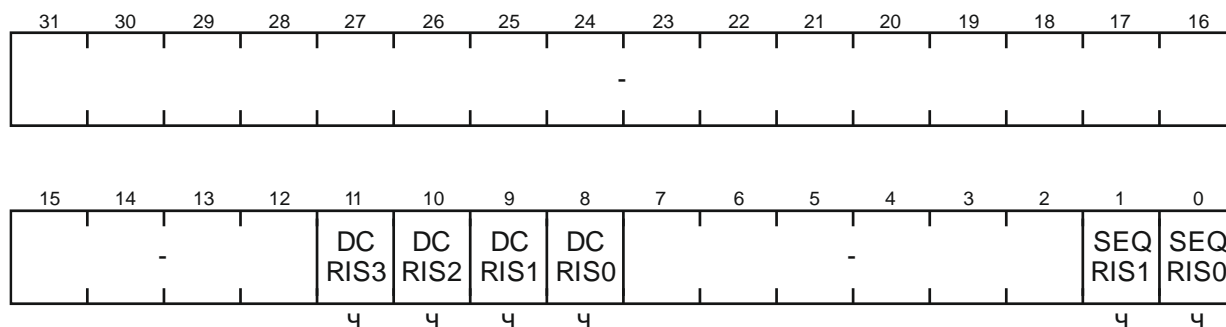 31 30 29 28 27 26 25 24 23 22 21 20 19 18 17 16
-
15 14 13 12 11 10 9 8 7 6 5 4 3 2 1 0
- DC RIS3 DC RIS2 DC RIS1 DC RIS0 - SEQ RIS1 SEQ RIS0
ч ч ч ч ч ч